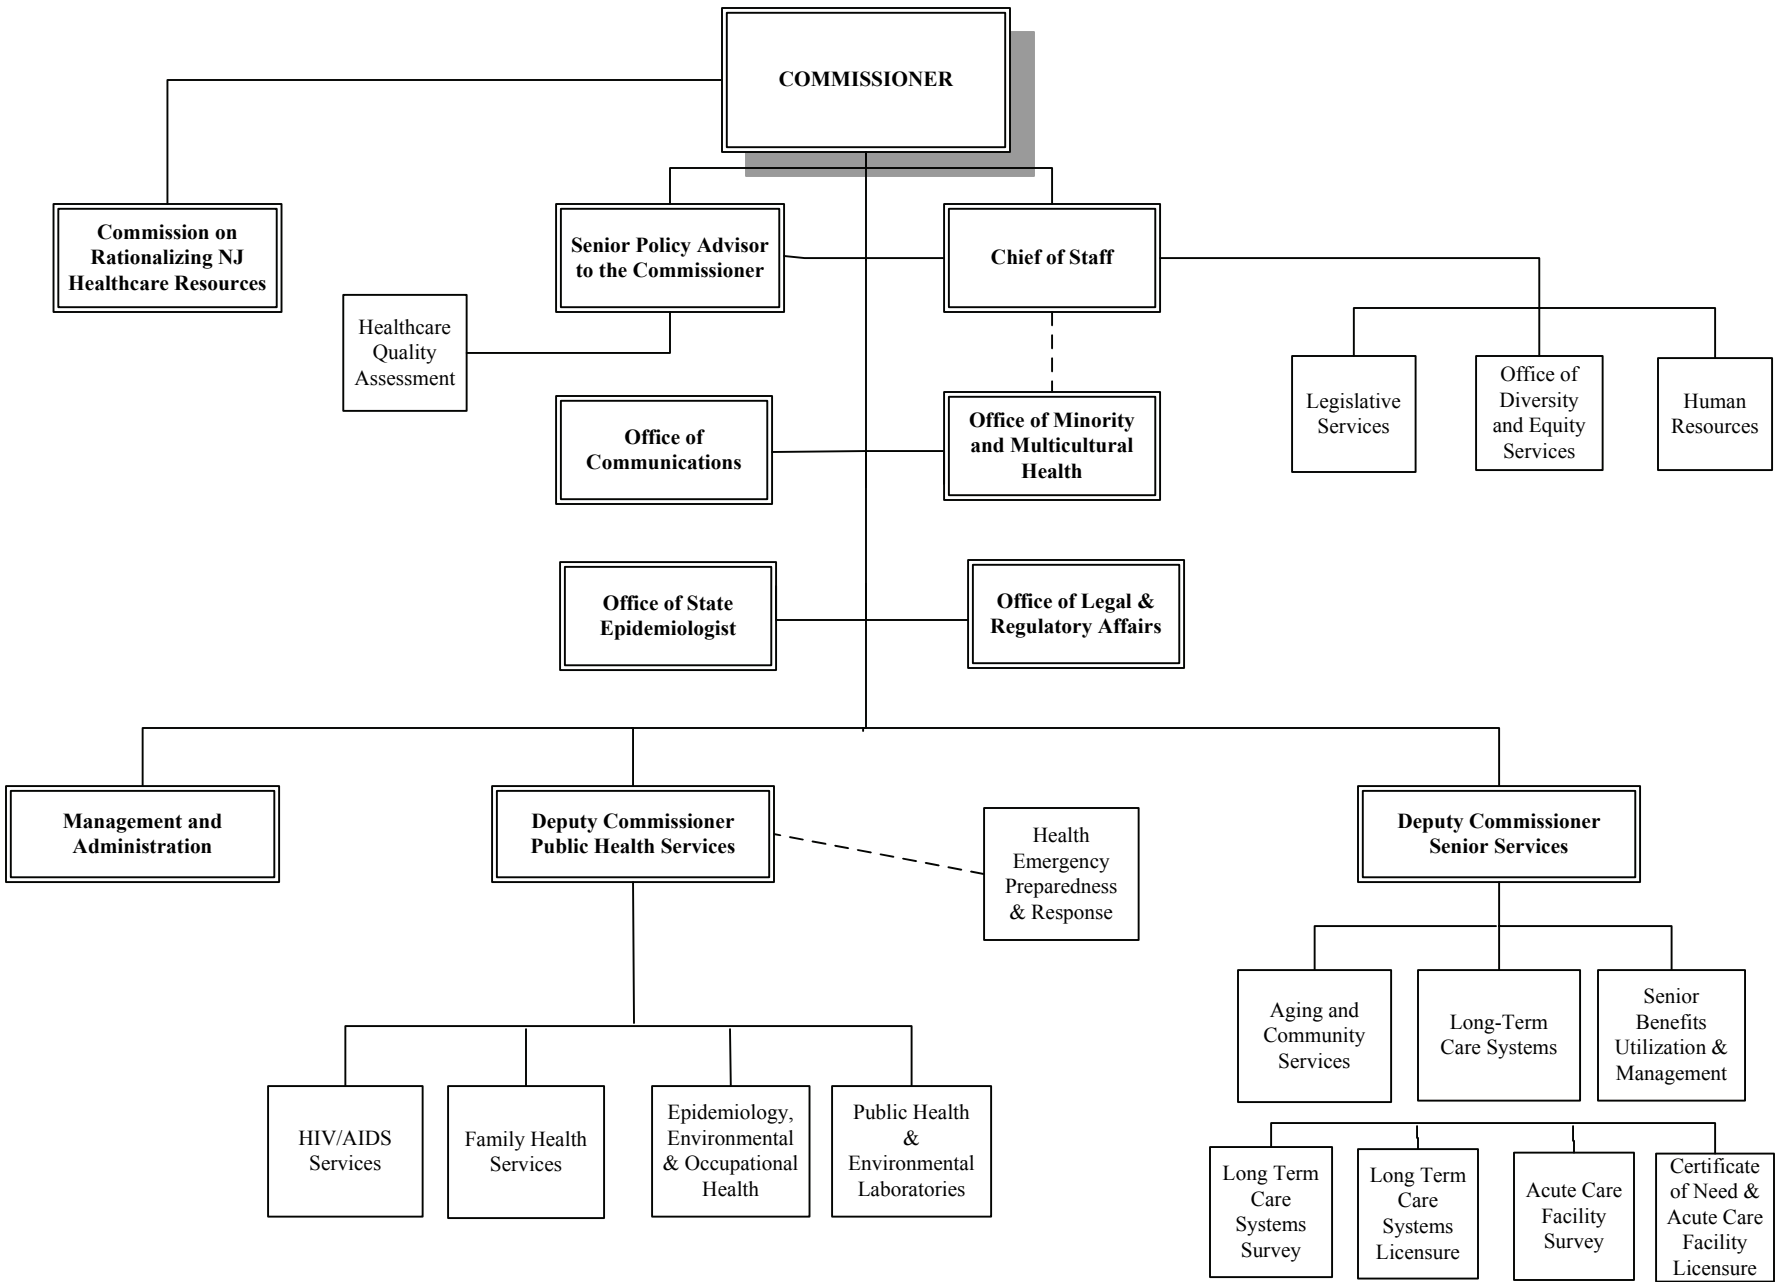 COMMISSIONER
Commission on
Rationalizing NJ
Healthcare Resources
Senior Policy Advisor
to the Commissioner
Chief of Staff
Healthcare
Quality
Assessment
Legislative
Services
Office of
Diversity
and Equity
Services
Human
Resources
Office of
Communications
Office of Minority
and Multicultural
Health
Office of State
Epidemiologist
Office of Legal &
Regulatory Affairs
Management and
Administration
Deputy Commissioner
Public Health Services
Health
Emergency
Preparedness
& Response
Deputy Commissioner
Senior Services
Aging and
Community
Services
Long-Term
Care Systems
Senior
Benefits
Utilization &
Management
HIV/AIDS
Services
Family Health
Services
Epidemiology,
Environmental
& Occupational
Health
Public Health
&
Environmental
Laboratories
Long Term
Care
Systems
Survey
Long Term
Care
Systems
Licensure
Acute Care
Facility
Survey
Certificate
of Need &
Acute Care
Facility
Licensure